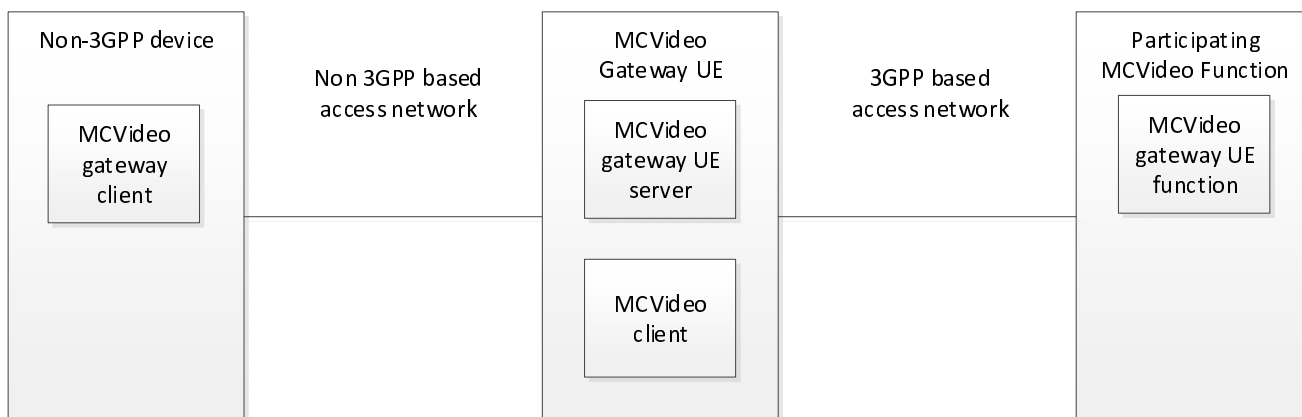 Non-3GPP device
MCVideo
gateway
client
Non 3GPP based
access network
MCVideo
Gateway UE
MCVideo
gateway UE
server
MCVideo
client
3GPP based
access network
Participating
MCVideo Function
MCVideo
gateway UE
function